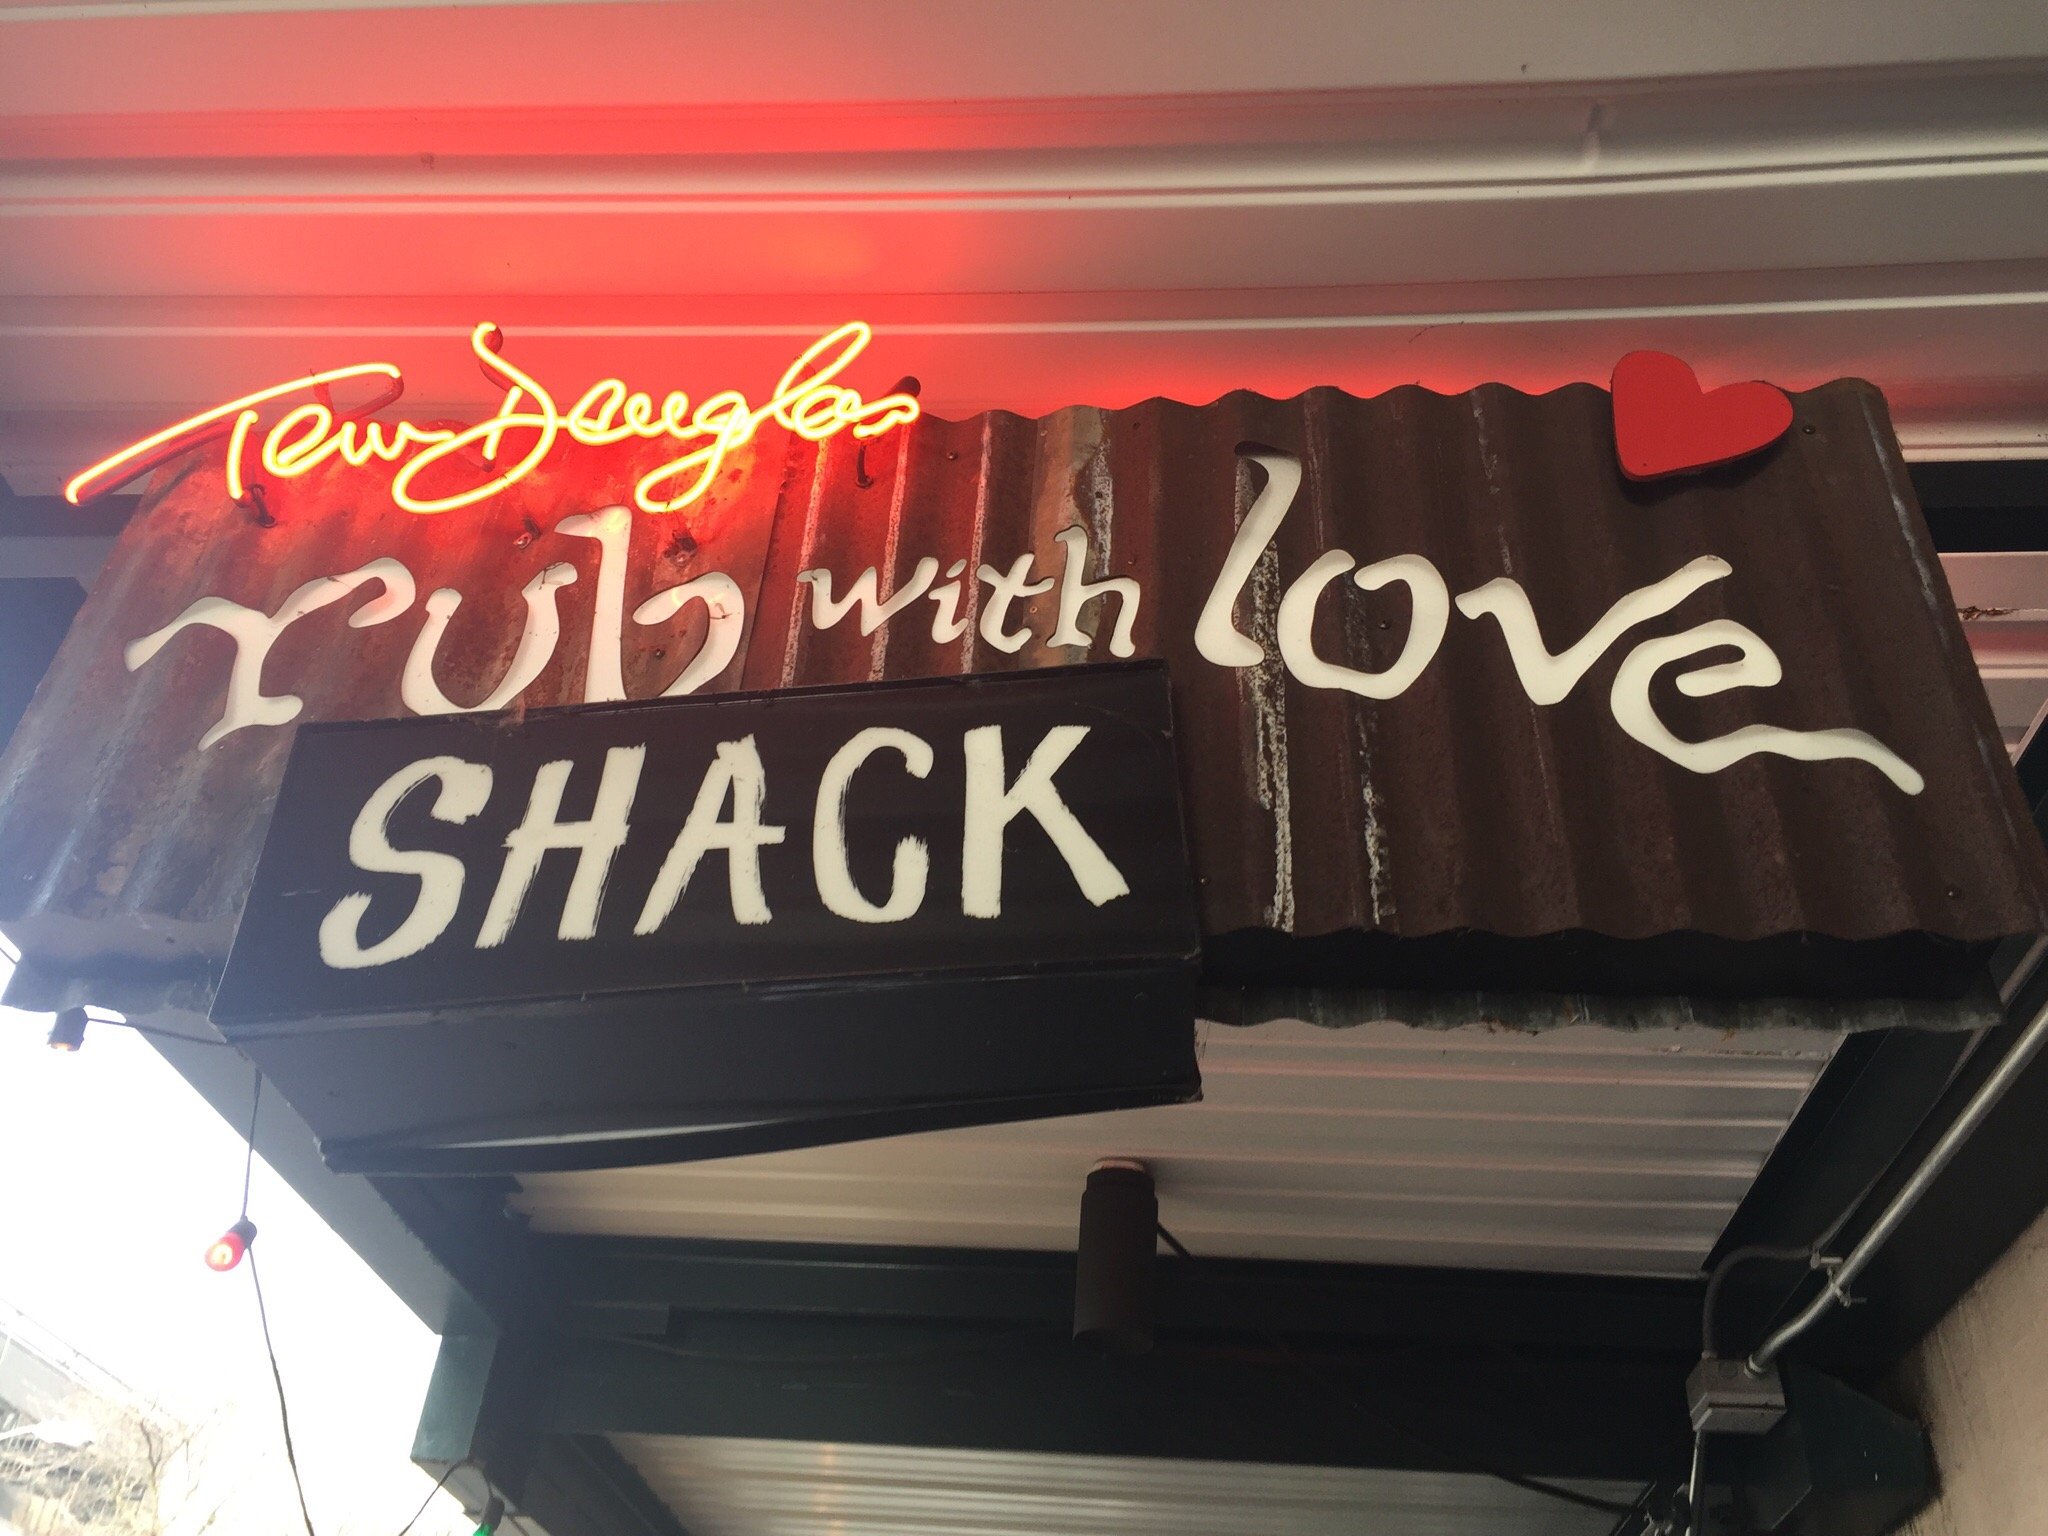 Tom Douglas
rub with love
SHACK